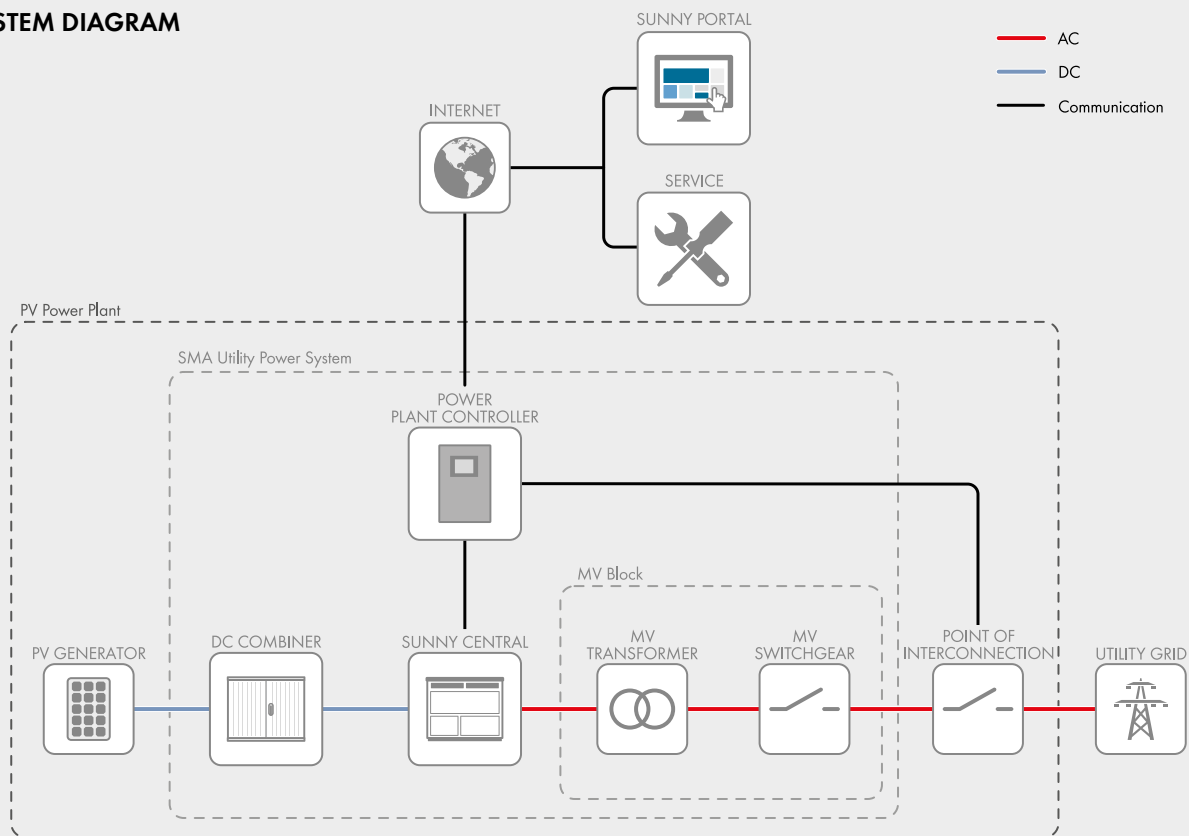 STEM DIAGRAM
SUNNY PORTAL
AC
DC
Communication
INTERNET
SERVICE
PV Power Plant
SMA Utility Power System
POWER
PLANT CONTROLLER
MV Block
PV GENERATOR
DC COMBINER
SUNNY CENTRAL
MV
TRANSFORMER
MV
SWITCHGEAR
POINT OF
INTERCONNECTION
UTILITY GRID